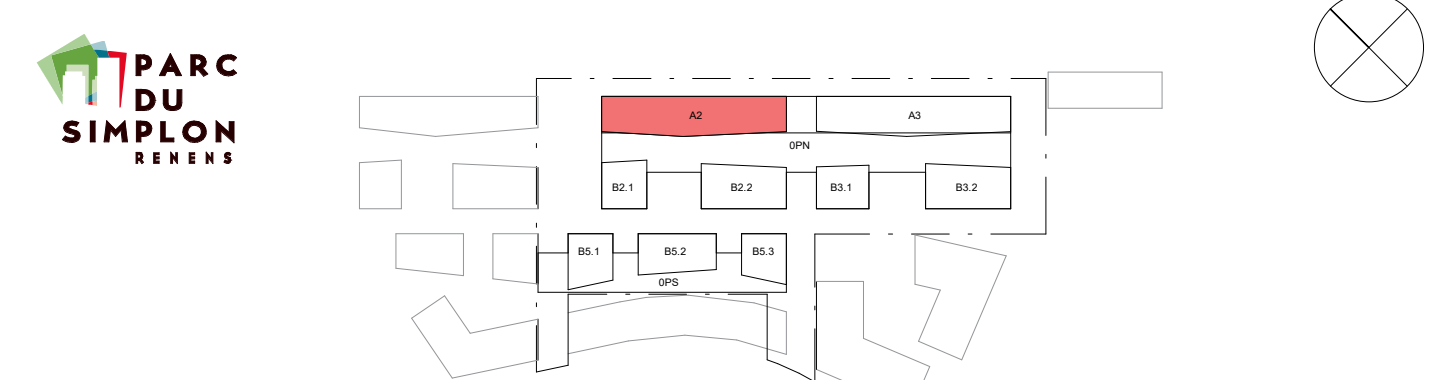 PARC
DU
SIMPLON
RENENS
A2
A3
0PN
B2.1
B2.2
B3.1
B3.2
B5.1
B5.2
B5.3
0PS